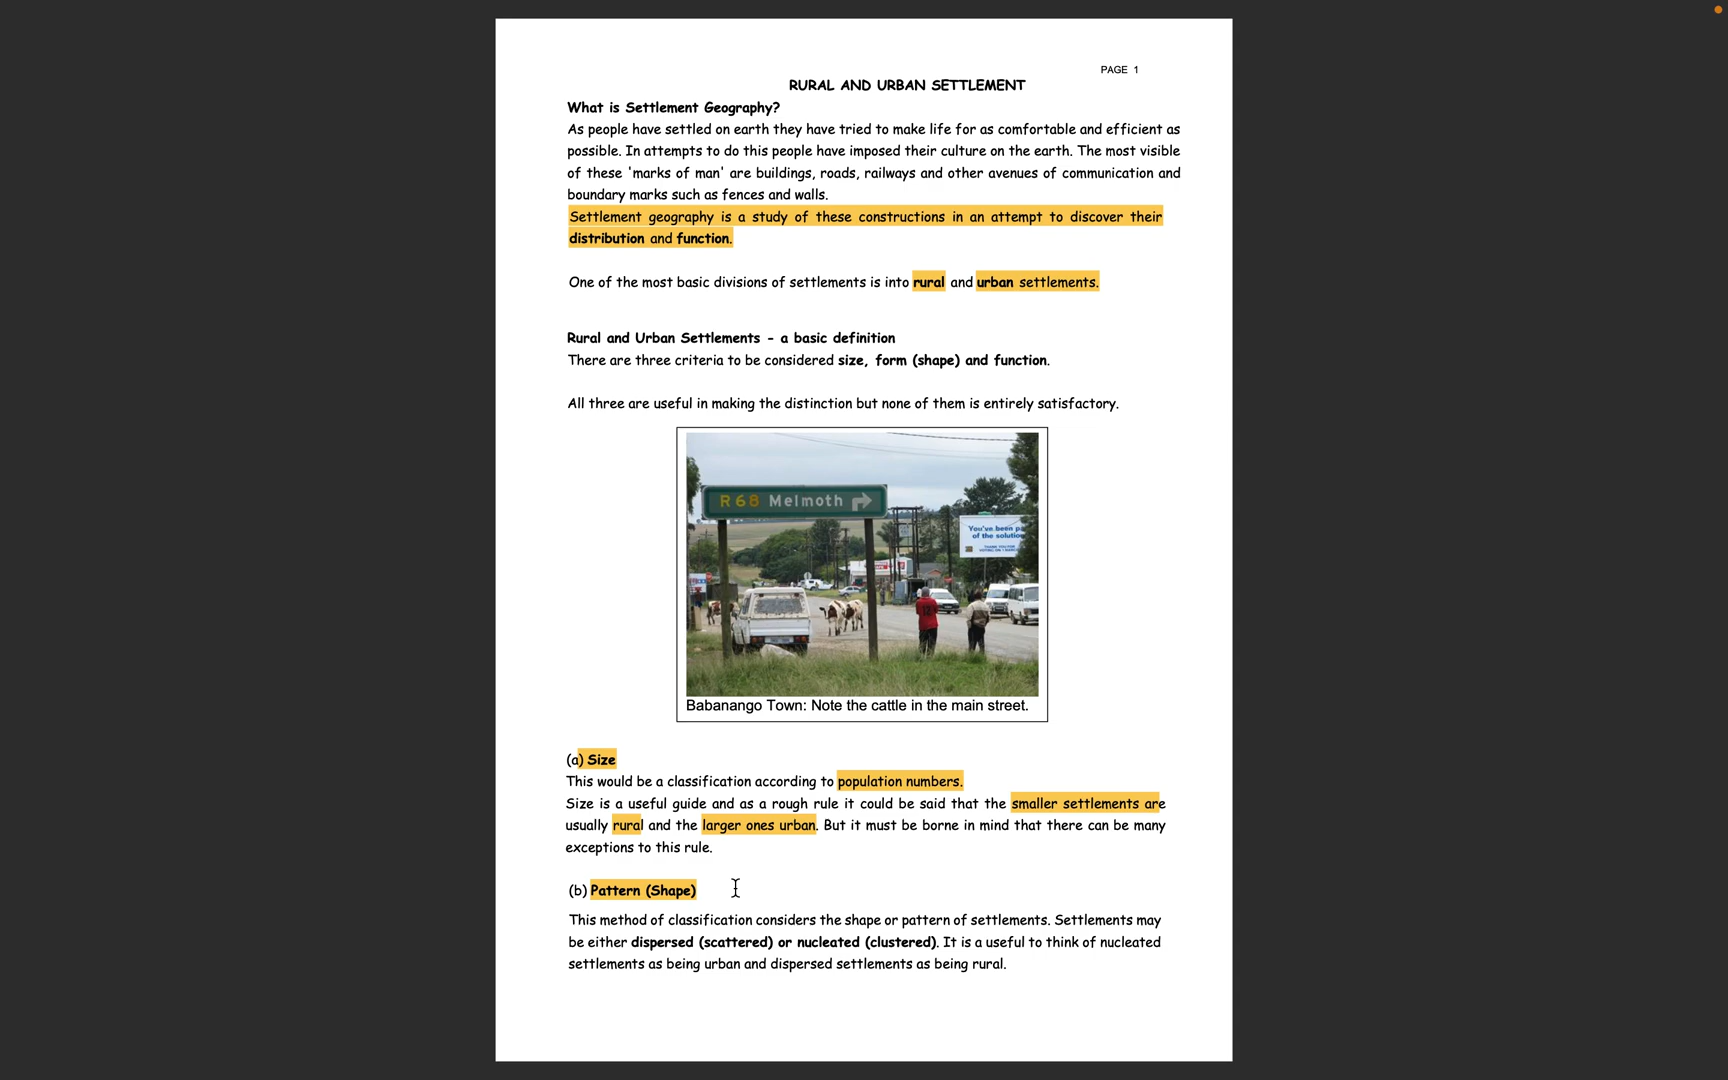 PAGE 1
RURAL AND URBAN SETTLEMENT
What is Settlement Geography?
As people have settled on earth they have tried to make life for as comfortable and efficient as
possible. In attempts to do this people have imposed their culture on the earth. The most visible
of these 'marks of man' are buildings, roads, railways and other avenues of communication and
boundary marks such as fences and walls.
Settlement geography is a study of these constructions in an attempt to discover their
distribution and function.
One of the most basic divisions of settlements is into rural and urban settlements.
Rural and Urban Settlements - a basic definition
There are three criteria to be considered size, form (shape) and function.
All three are useful in making the distinction but none of them is entirely satisfactory.
R68 Melmoth
You've been pa
of the solutio
Babanango Town: Note the cattle in the main street.
(a) Size
This would be a classification according to population numbers.
Size is a useful guide and as a rough rule it could be said that the smaller settlements are
usually rural and the larger ones urban. But it must be borne in mind that there can be many
exceptions to this rule.
(b) Pattern (Shape)
This method of classification considers the shape or pattern of settlements. Settlements may
be either dispersed (scattered) or nucleated (clustered). It is a useful to think of nucleated
settlements as being urban and dispersed settlements as being rural.